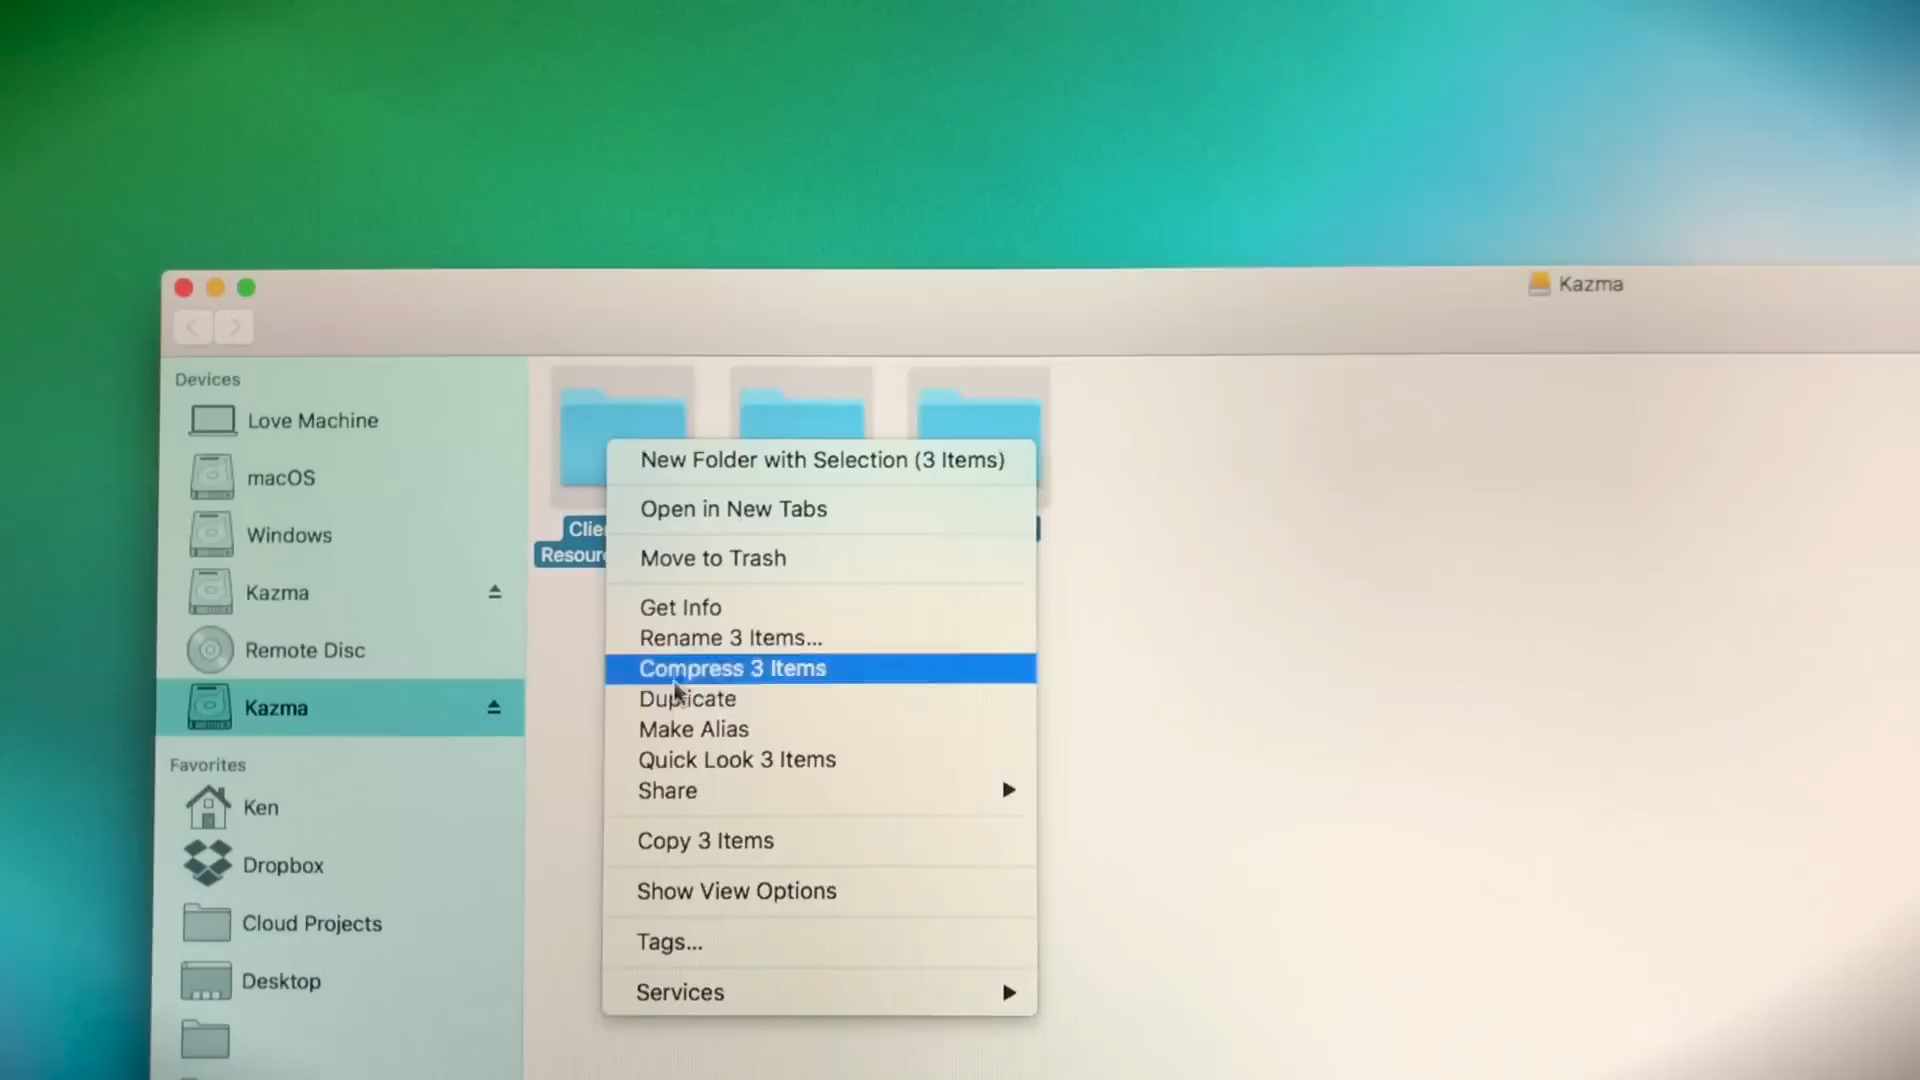 Kazma
Devices
Love Machine
macOS
Windows
Kazma
Remote Disc
Kazma
Favorites
Ken
Dropbox
Cloud Projects
Desktop
New Folder with Selection (3 Items)
Open in New Tabs
Move to Trash
Get Info
Rename 3 Items...
Compress 3 Items
Duplicate
Make Alias
Quick Look 3 Items
Share
Copy 3 Items
Show View Options
Tags...
Services